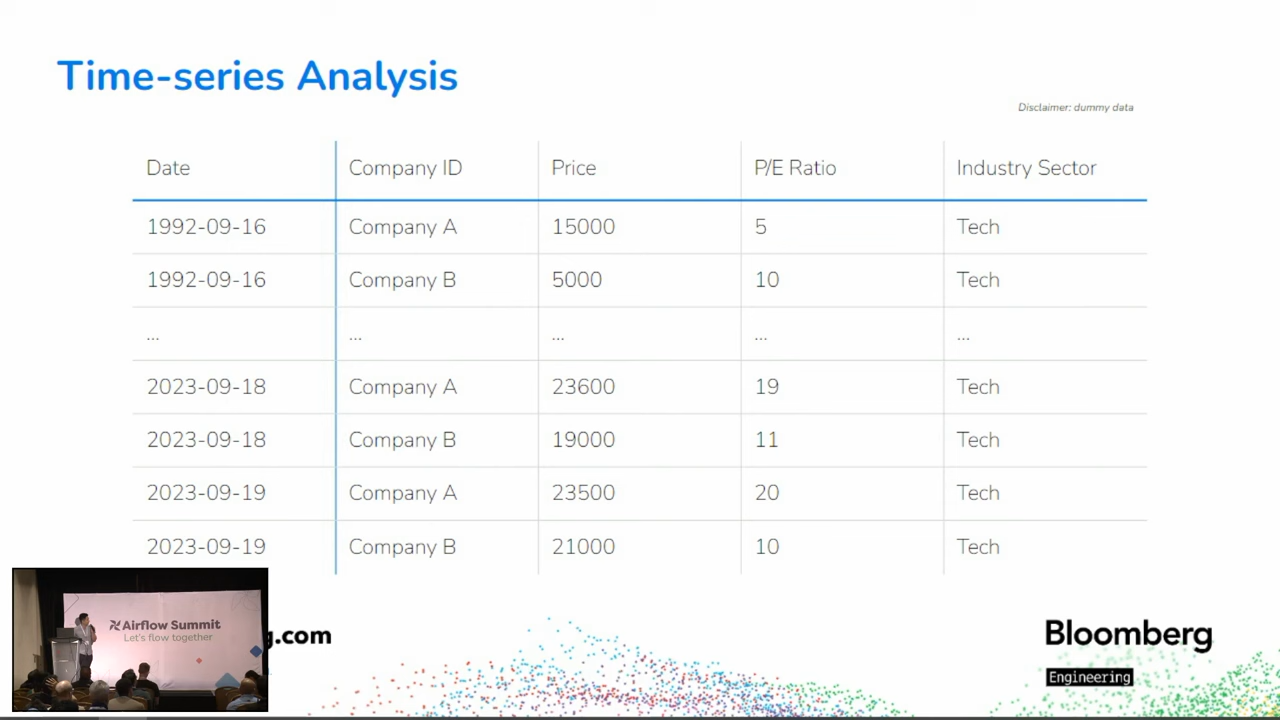 Time-series Analysis
Disclaimer: dummy data
Date Company ID Price P/E Ratio Industry Sector
1992-09-16 Company A 15000 5 Tech
1992-09-16 Company B 5000 10 Tech
... ... ... ... ...
2023-09-18 Company A 23600 19 Tech
2023-09-18 Company B 19000 11 Tech
2023-09-19 Company A 23500 20 Tech
2023-09-19 Company B 21000 10 Tech
Airflow Summit
Let's flow together
g.com
Bloomberg
Engineering